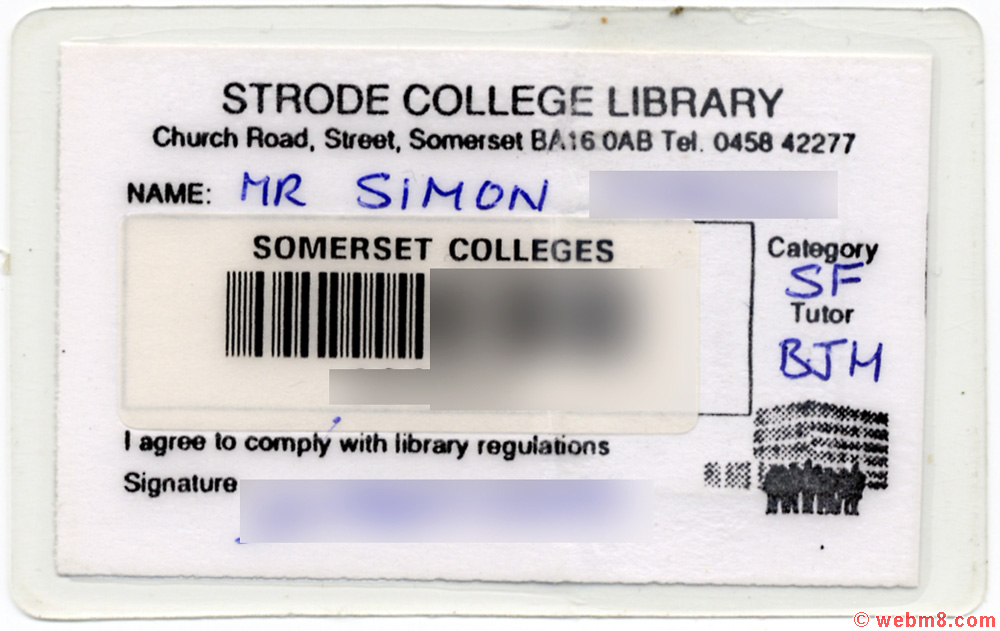 STRODE COLLEGE LIBRARY
Church Road, Street, Somerset BA16 0AB Tel. 0458 42277
NAME: MR SIMON
SOMERSET COLLEGES
Category
SF
Tutor
BJM
I agree to comply with library regulations
Signature
© webm8.com